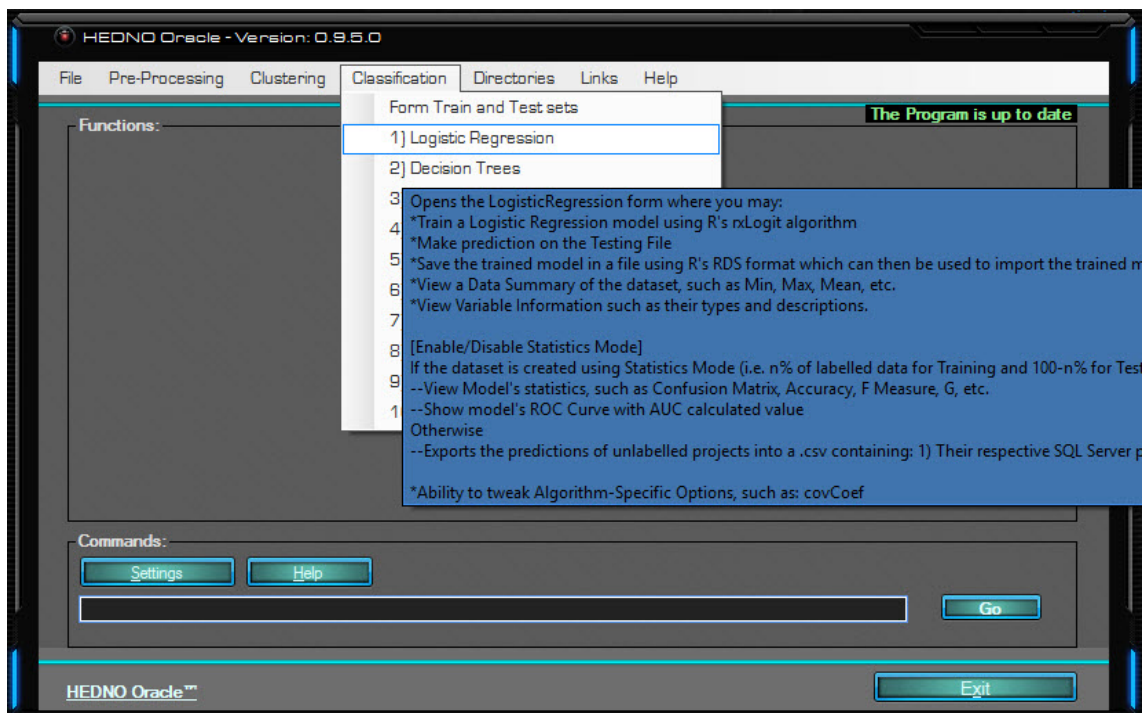 HEDNO Oracle - Version: 0.9.5.0
File Pre-Processing Clustering Classification Directories Links Help
Form Train and Test sets
The Program is up to date
Functions:
1) Logistic Regression
2) Decision Trees
3
4
5
6
7
8
9
1
Opens the LogisticRegression form where you may:
*Train a Logistic Regression model using R's rxLogit algorithm
*Make prediction on the Testing File
*Save the trained model in a file using R's RDS format which can then be used to import the trained m
*View a Data Summary of the dataset, such as Min, Max, Mean, etc.
*View Variable Information such as their types and descriptions.
[Enable/Disable Statistics Mode]
If the dataset is created using Statistics Mode (i.e. n% of labelled data for Training and 100-n% for Test
--View Model's statistics, such as Confusion Matrix, Accuracy, F Measure, G, etc.
--Show model's ROC Curve with AUC calculated value
Otherwise
--Exports the predictions of unlabelled projects into a .csv containing: 1) Their respective SQL Server p
*Ability to tweak Algorithm-Specific Options, such as: covCoef
Commands:
Settings Help
Go
HEDNO Oracle™ Exit